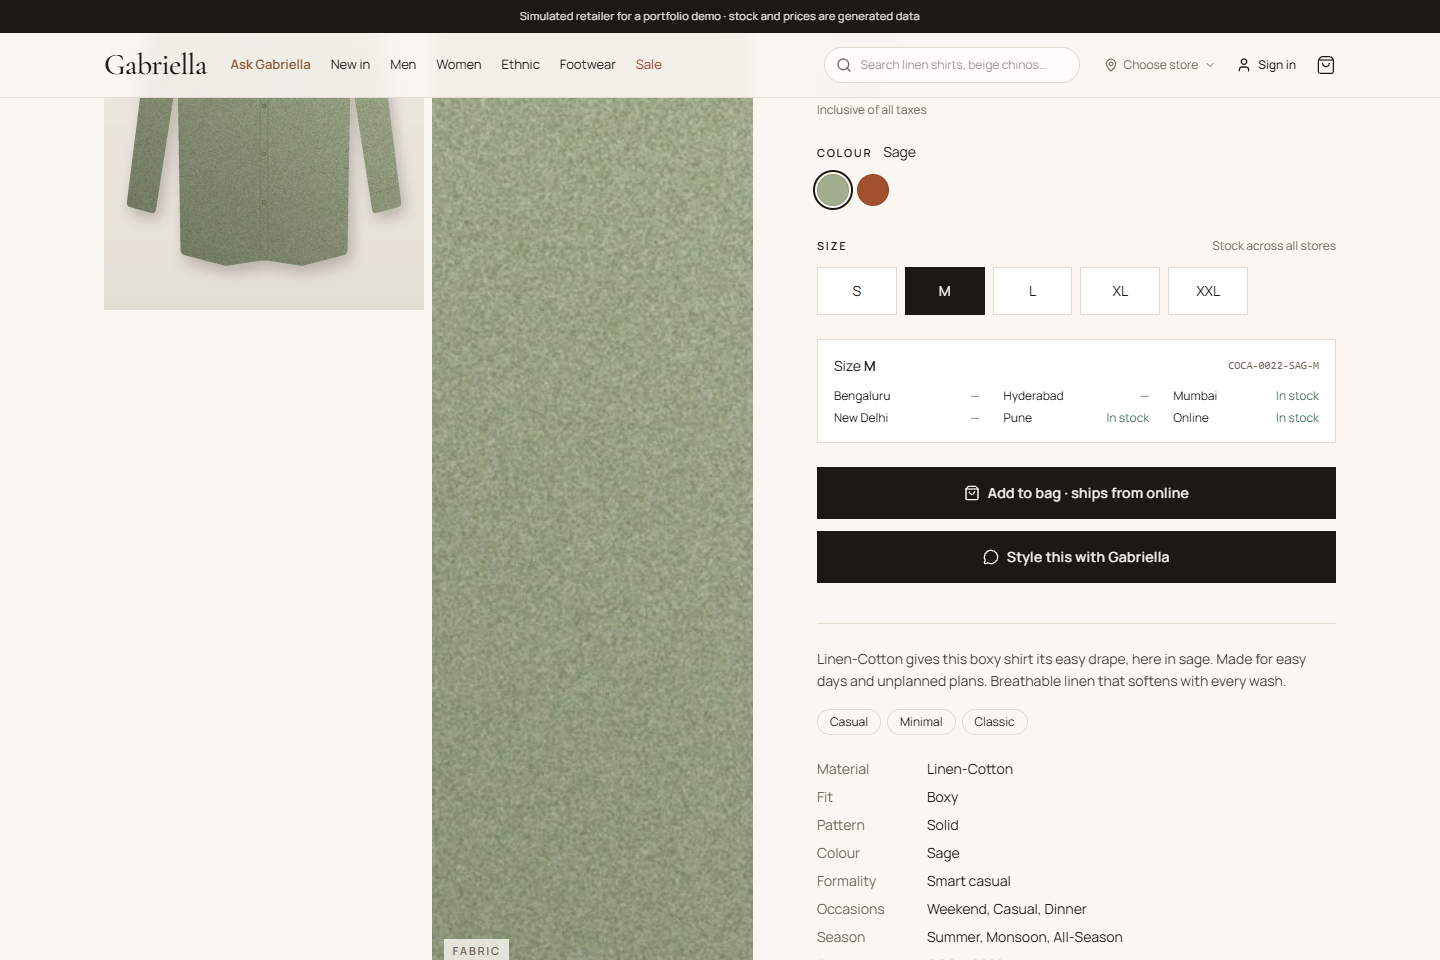 Simulated retailer for a portfolio demo · stock and prices are generated data
Gabriella
Ask Gabriella
New in
Men
Women
Ethnic
Footwear
Sale
Search linen shirts, beige chinos...
Choose store
Sign in
Inclusive of all taxes
COLOUR Sage
SIZE
Stock across all stores
S
M
L
XL
XXL
Size M
COCA-0022-SAG-M
Bengaluru —
Hyderabad —
Mumbai In stock
New Delhi —
Pune In stock
Online In stock
Add to bag · ships from online
Style this with Gabriella
Linen-Cotton gives this boxy shirt its easy drape, here in sage. Made for easy
days and unplanned plans. Breathable linen that softens with every wash.
Casual
Minimal
Classic
Material Linen-Cotton
Fit Boxy
Pattern Solid
Colour Sage
Formality Smart casual
Occasions Weekend, Casual, Dinner
Season Summer, Monsoon, All-Season
FABRIC